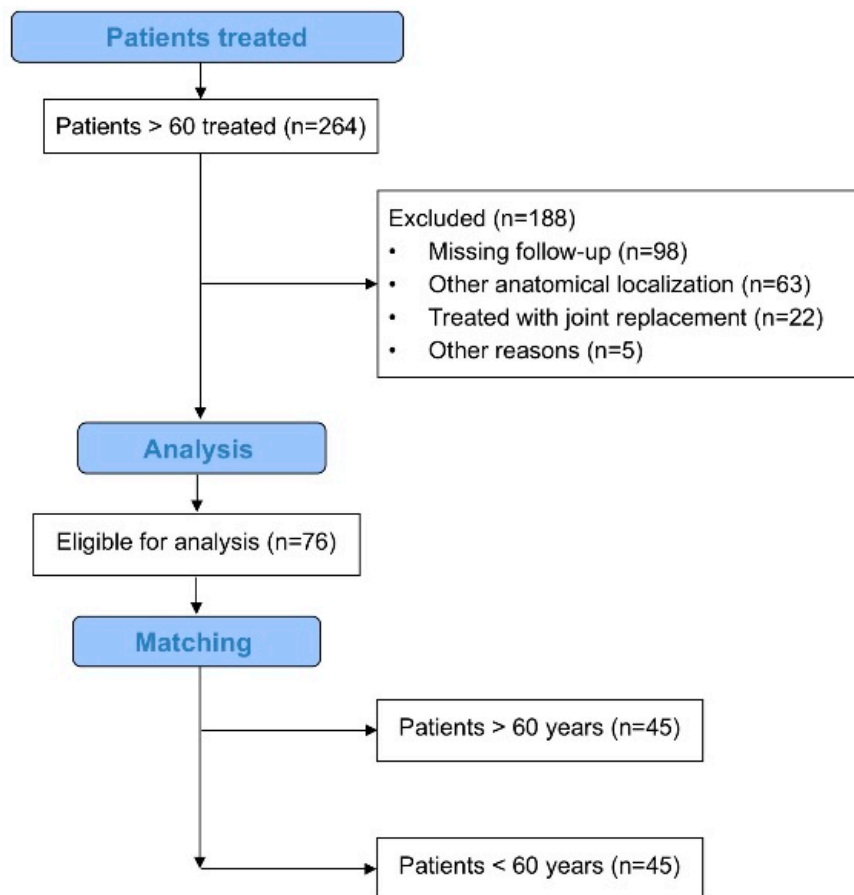 Patients treated
Patients > 60 treated (n=264)
Excluded (n=188)
• Missing follow-up (n=98)
• Other anatomical localization (n=63)
• Treated with joint replacement (n=22)
• Other reasons (n=5)
Analysis
Eligible for analysis (n=76)
Matching
Patients > 60 years (n=45)
Patients < 60 years (n=45)